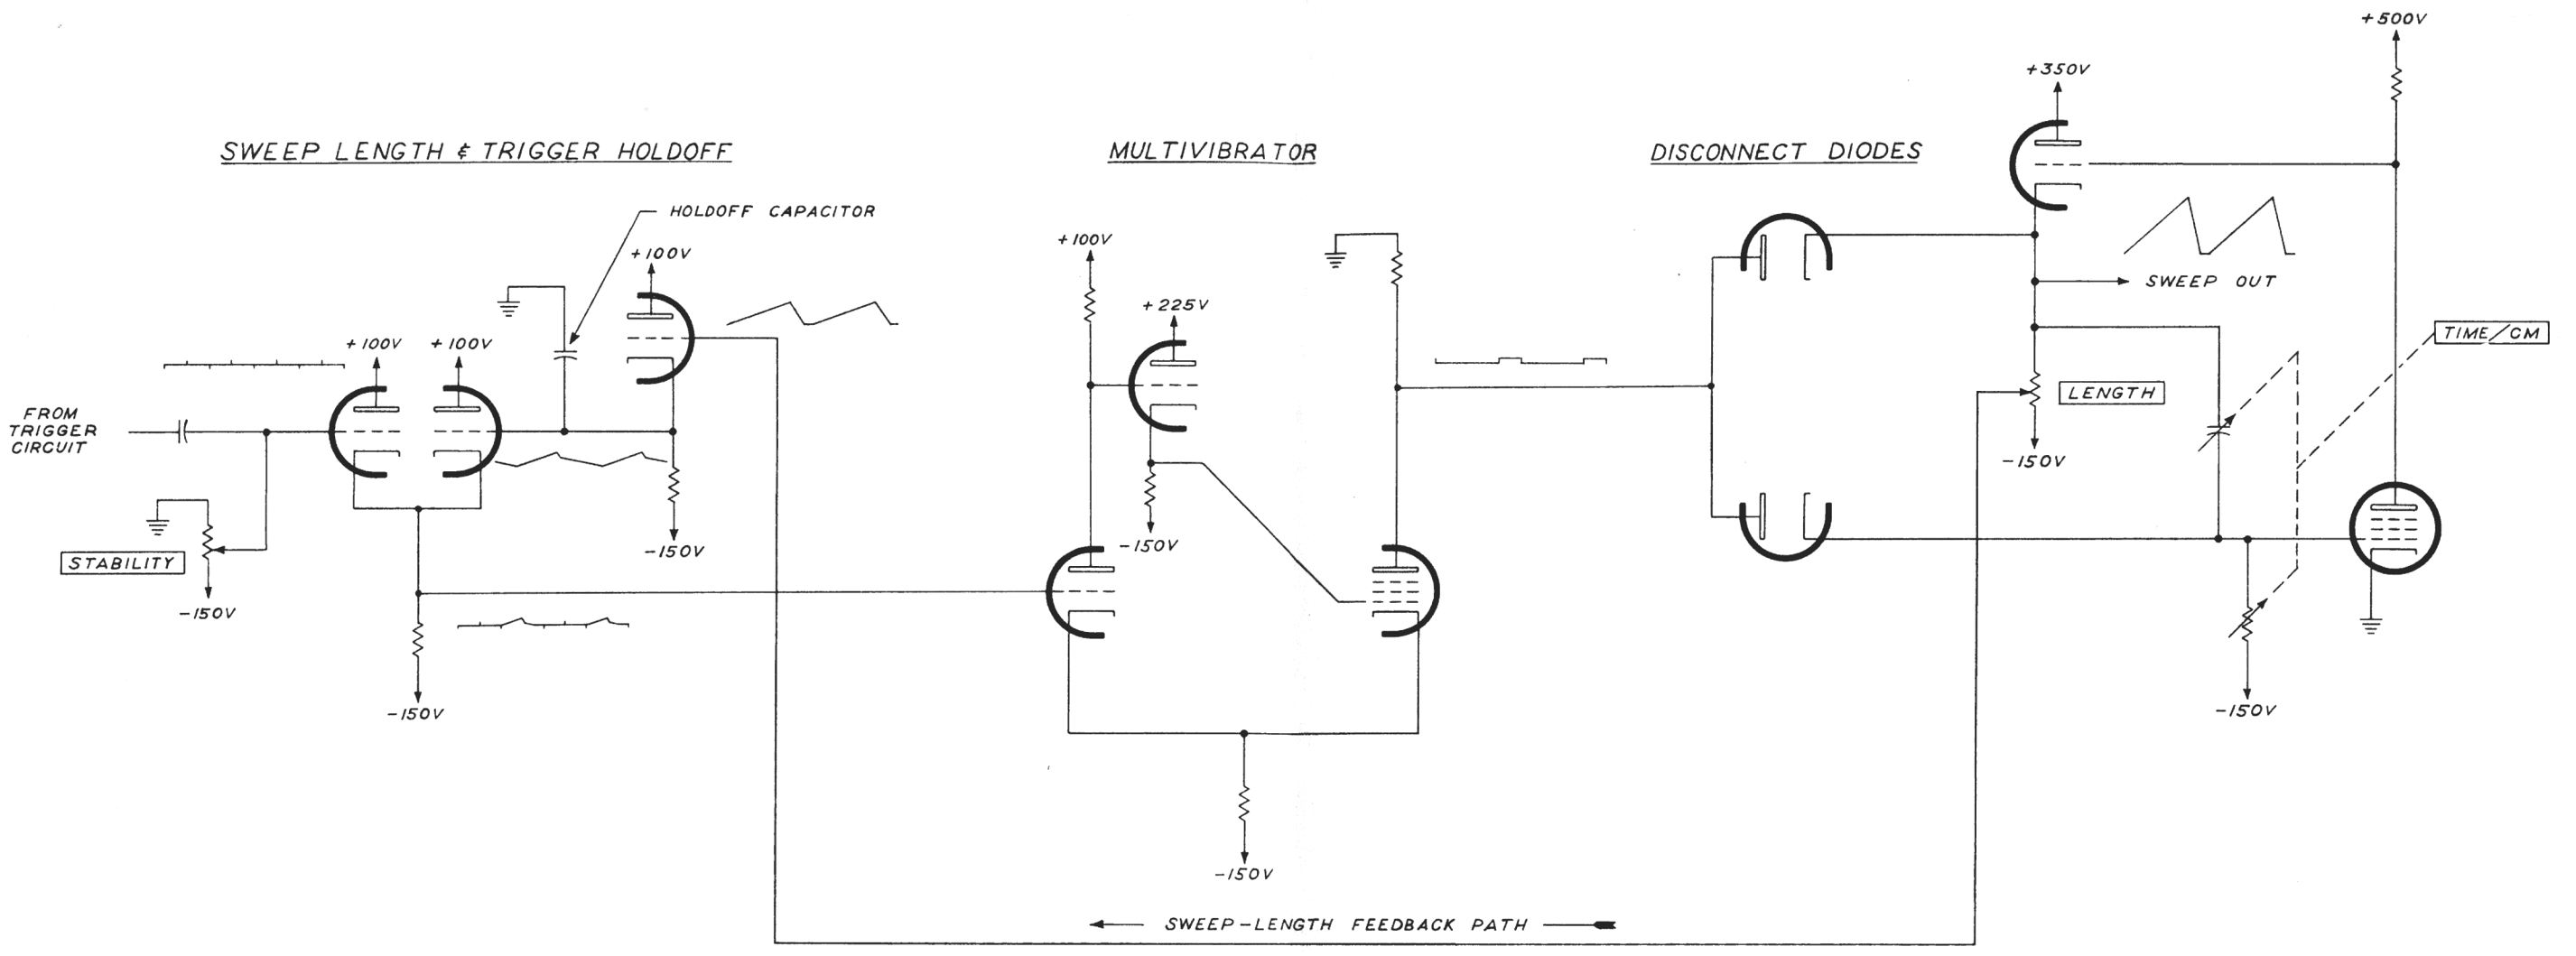 +500V
+350V
SWEEP LENGTH & TRIGGER HOLDOFF
MULTIVIBRATOR
DISCONNECT DIODES
HOLDOFF CAPACITOR
+100V
+100V
+225V
SWEEP OUT
TIME/CM
+100V
+100V
LENGTH
FROM
TRIGGER
CIRCUIT
-150V
-150V
-150V
STABILITY
-150V
-150V
-150V
-150V
SWEEP-LENGTH FEEDBACK PATH